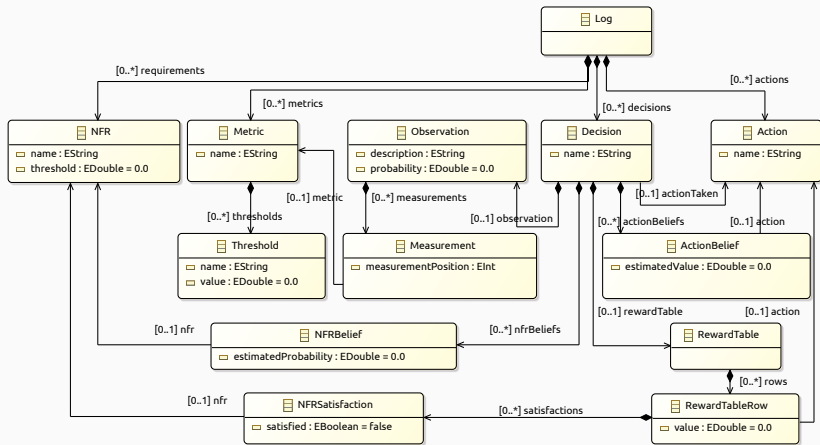 Log
[0..*] requirements
[0..*] actions
[0..*] metrics
[0..*] decisions
NFR
name : EString
threshold : EDouble = 0.0
Metric
name : EString
Observation
description : EString
probability : EDouble = 0.0
Decision
name : EString
Action
name : EString
[0..1] metric
[0..*] measurements
[0..1] actionTaken
[0..*] thresholds
[0..1] observation
[0..*] actionBeliefs
[0..1] action
Threshold
name : EString
value : EDouble = 0.0
Measurement
measurementPosition : EInt
ActionBelief
estimatedValue : EDouble = 0.0
[0..1] rewardTable
[0..1] action
[0..1] nfr
NFRBelief
estimatedProbability : EDouble = 0.0
[0..*] nfrBeliefs
RewardTable
[0..*] rows
[0..1] nfr
NFRSatisfaction
satisfied : EBoolean = false
[0..*] satisfactions
RewardTableRow
value : EDouble = 0.0